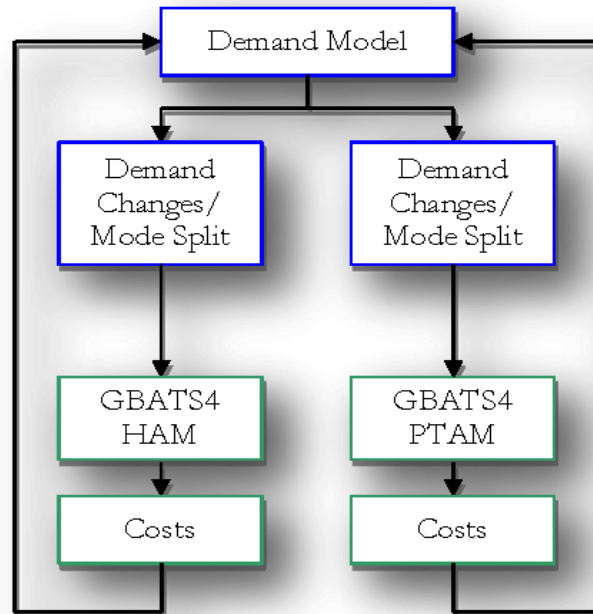 Demand Model
Demand
Changes/
Mode Split
Demand
Changes/
Mode Split
GBATS4
HAM
GBATS4
PTAM
Costs
Costs